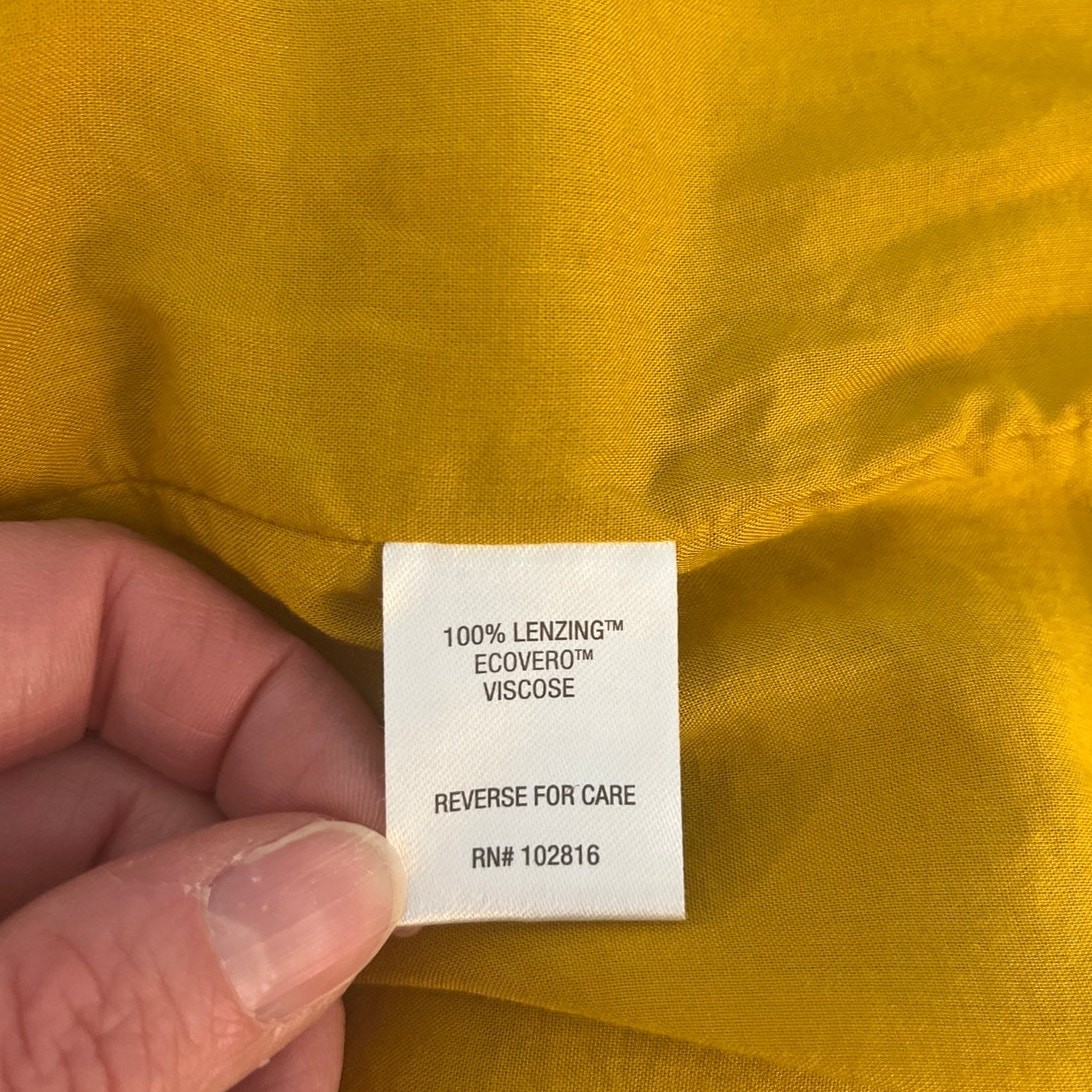 100% LENZING™
ECOVERO™
VISCOSE
REVERSE FOR CARE
RN# 102816